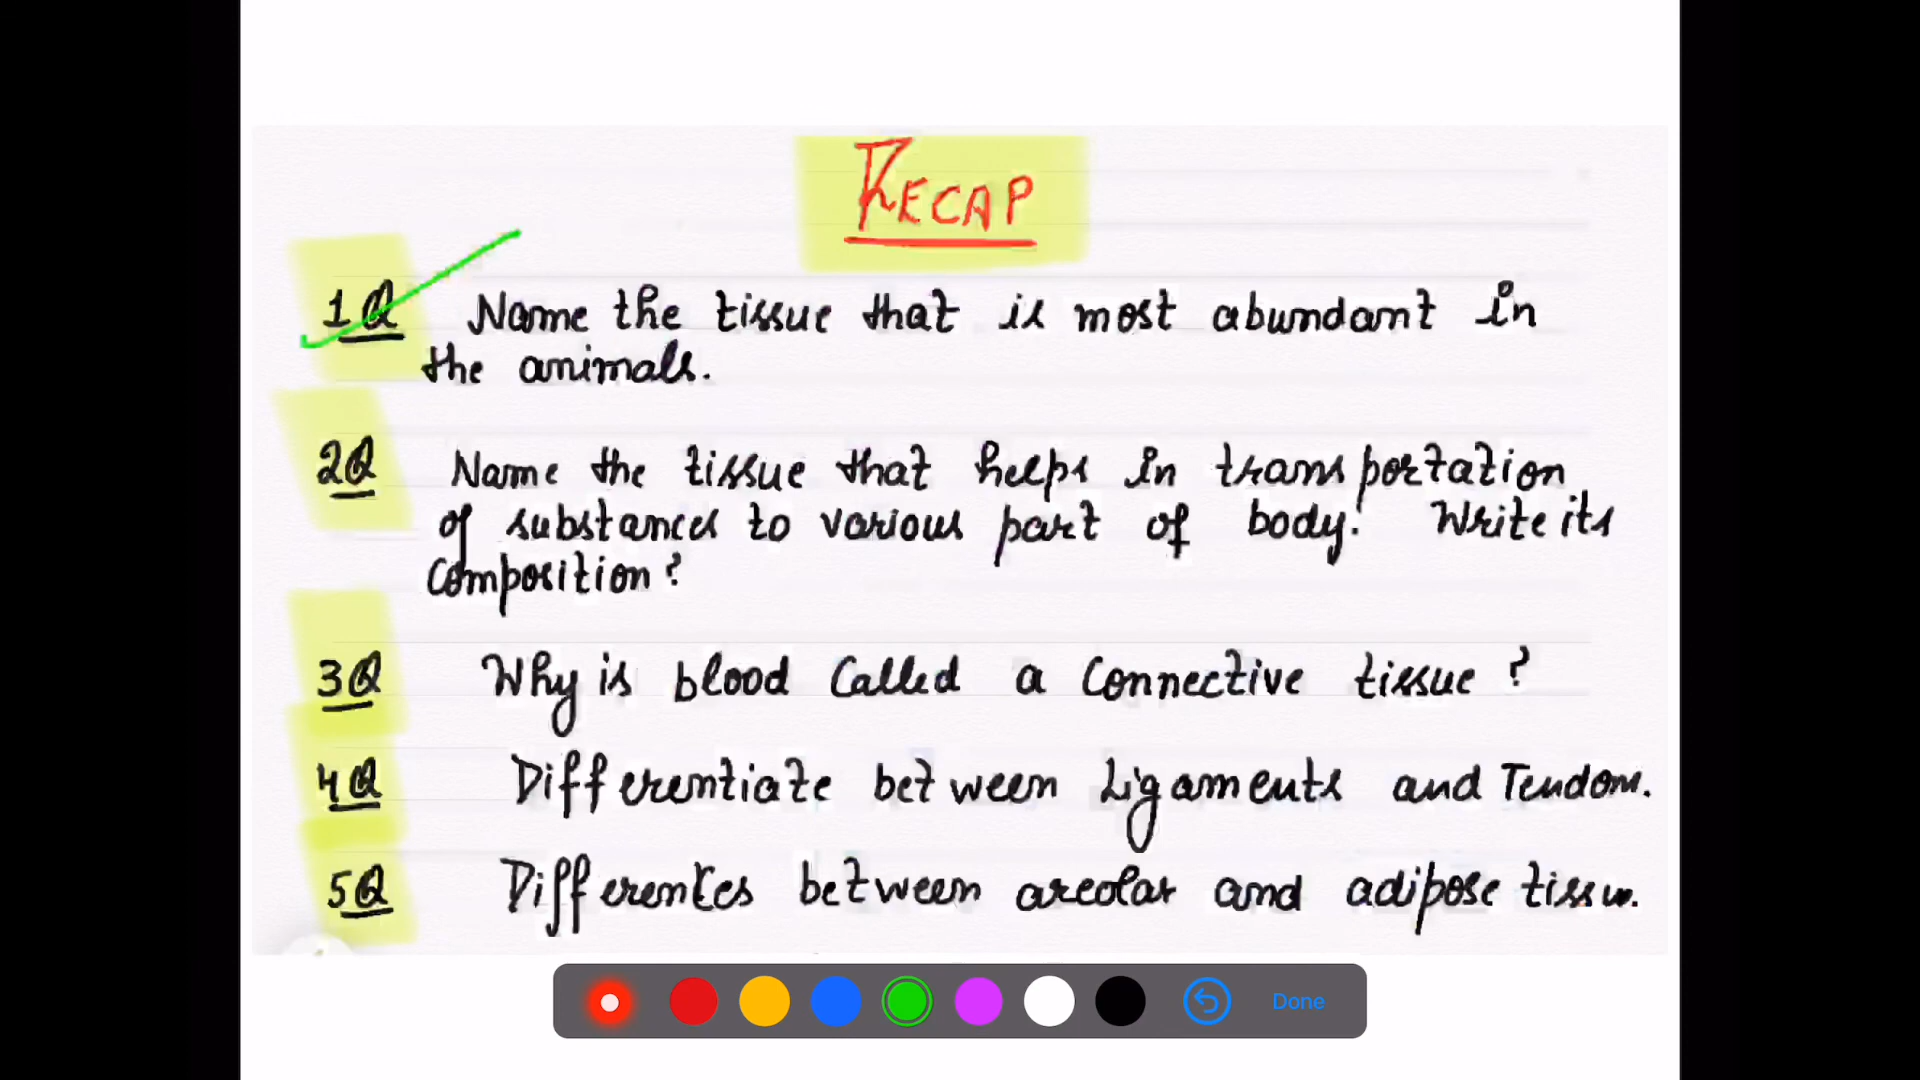 RECAP
1Q Name the tissue that is most abundant in
the animals.
2Q Name the tissue that helps in transportation
of substances to various part of body. Write its
Composition?
3Q Why is blood called a connective tissue?
4Q Differentiate between Ligaments and Tendons.
5Q Differences between areolar and adipose tissue.
Done